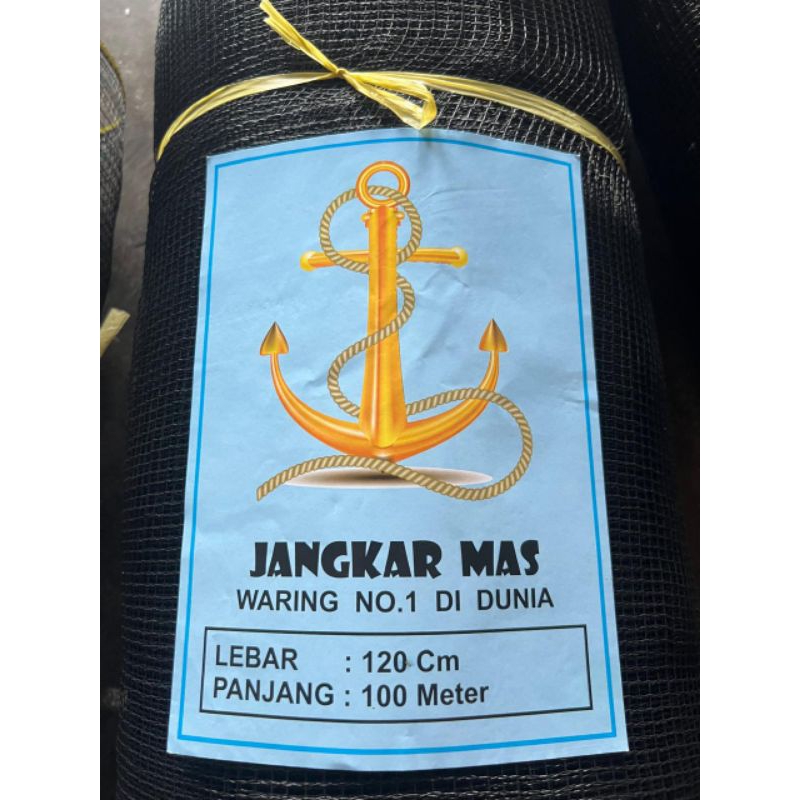 JANGKAR MAS
WARING NO.1 DI DUNIA
LEBAR : 120 Cm
PANJANG : 100 Meter